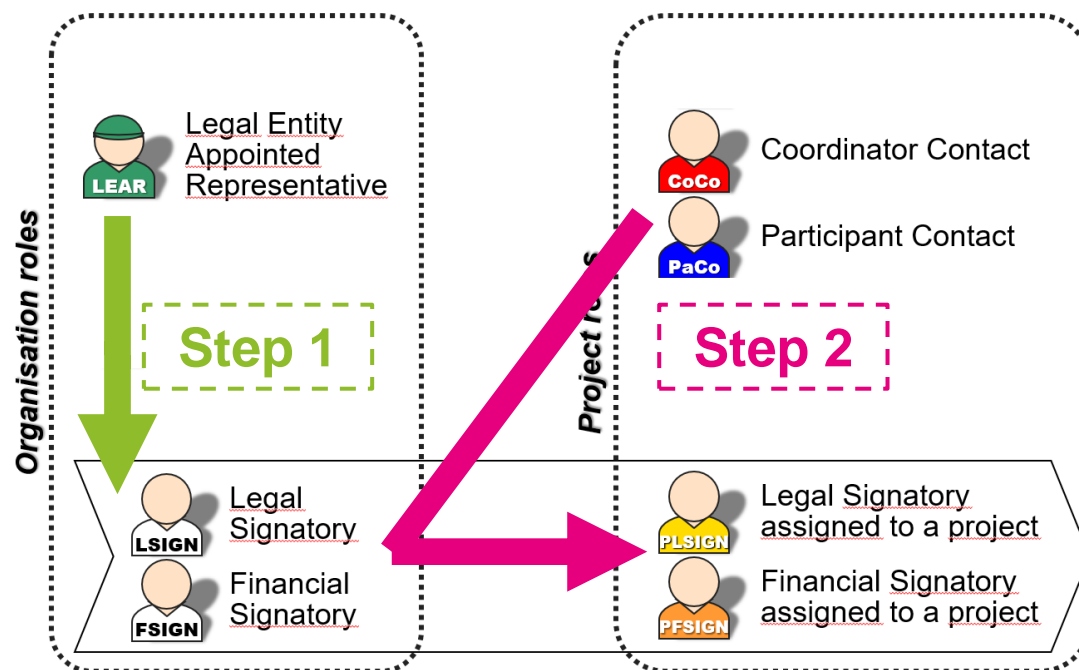 Organisation roles
LEAR
Legal Entity
Appointed
Representative
Step 1
LSIGN
Legal
Signatory
FSIGN
Financial
Signatory
Project
CoCo
Coordinator Contact
PaCo
Participant Contact
Step 2
PLSIGN
Legal Signatory
assigned to a project
PFSIGN
Financial Signatory
assigned to a project